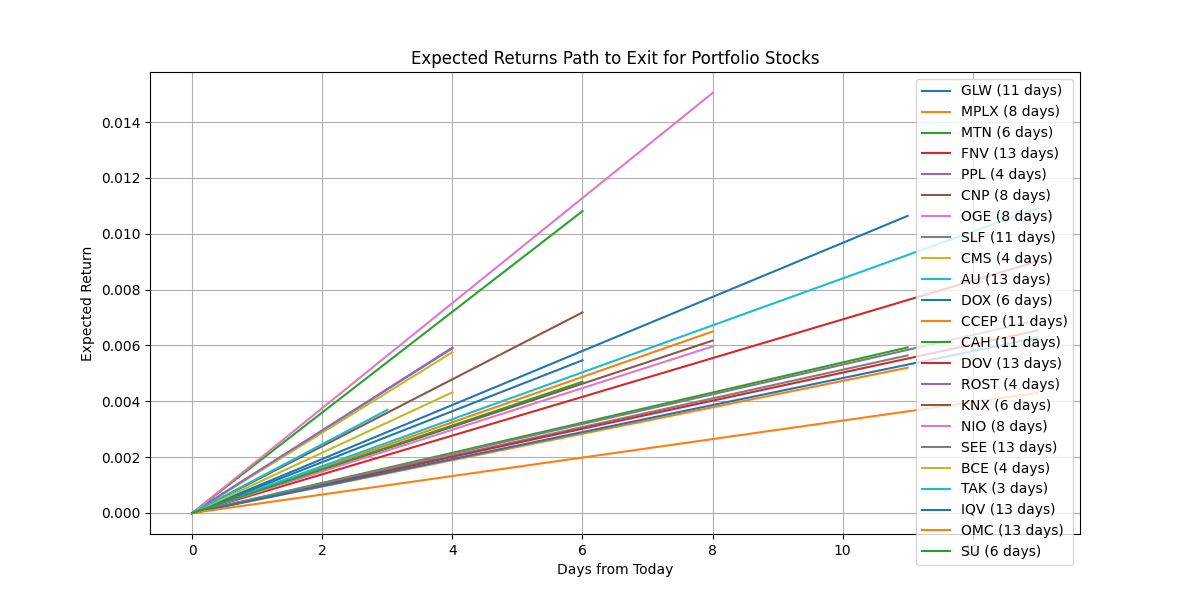 Expected Returns Path to Exit for Portfolio Stocks
Expected Return
0.014
0.012
0.010
0.008
0.006
0.004
0.002
0.000
0 2 4 6 8 10
Days from Today
GLW (11 days)
MPLX (8 days)
MTN (6 days)
FNV (13 days)
PPL (4 days)
CNP (8 days)
OGE (8 days)
SLF (11 days)
CMS (4 days)
AU (13 days)
DOX (6 days)
CCEP (11 days)
CAH (11 days)
DOV (13 days)
ROST (4 days)
KNX (6 days)
NIO (8 days)
SEE (13 days)
BCE (4 days)
TAK (3 days)
IQV (13 days)
OMC (13 days)
SU (6 days)